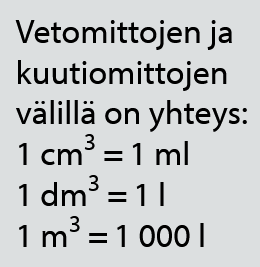 Vetomittojen ja
kuutiomittojen
välillä on yhteys:
1 cm³ = 1 ml
1 dm³ = 1 l
1 m³ = 1 000 l